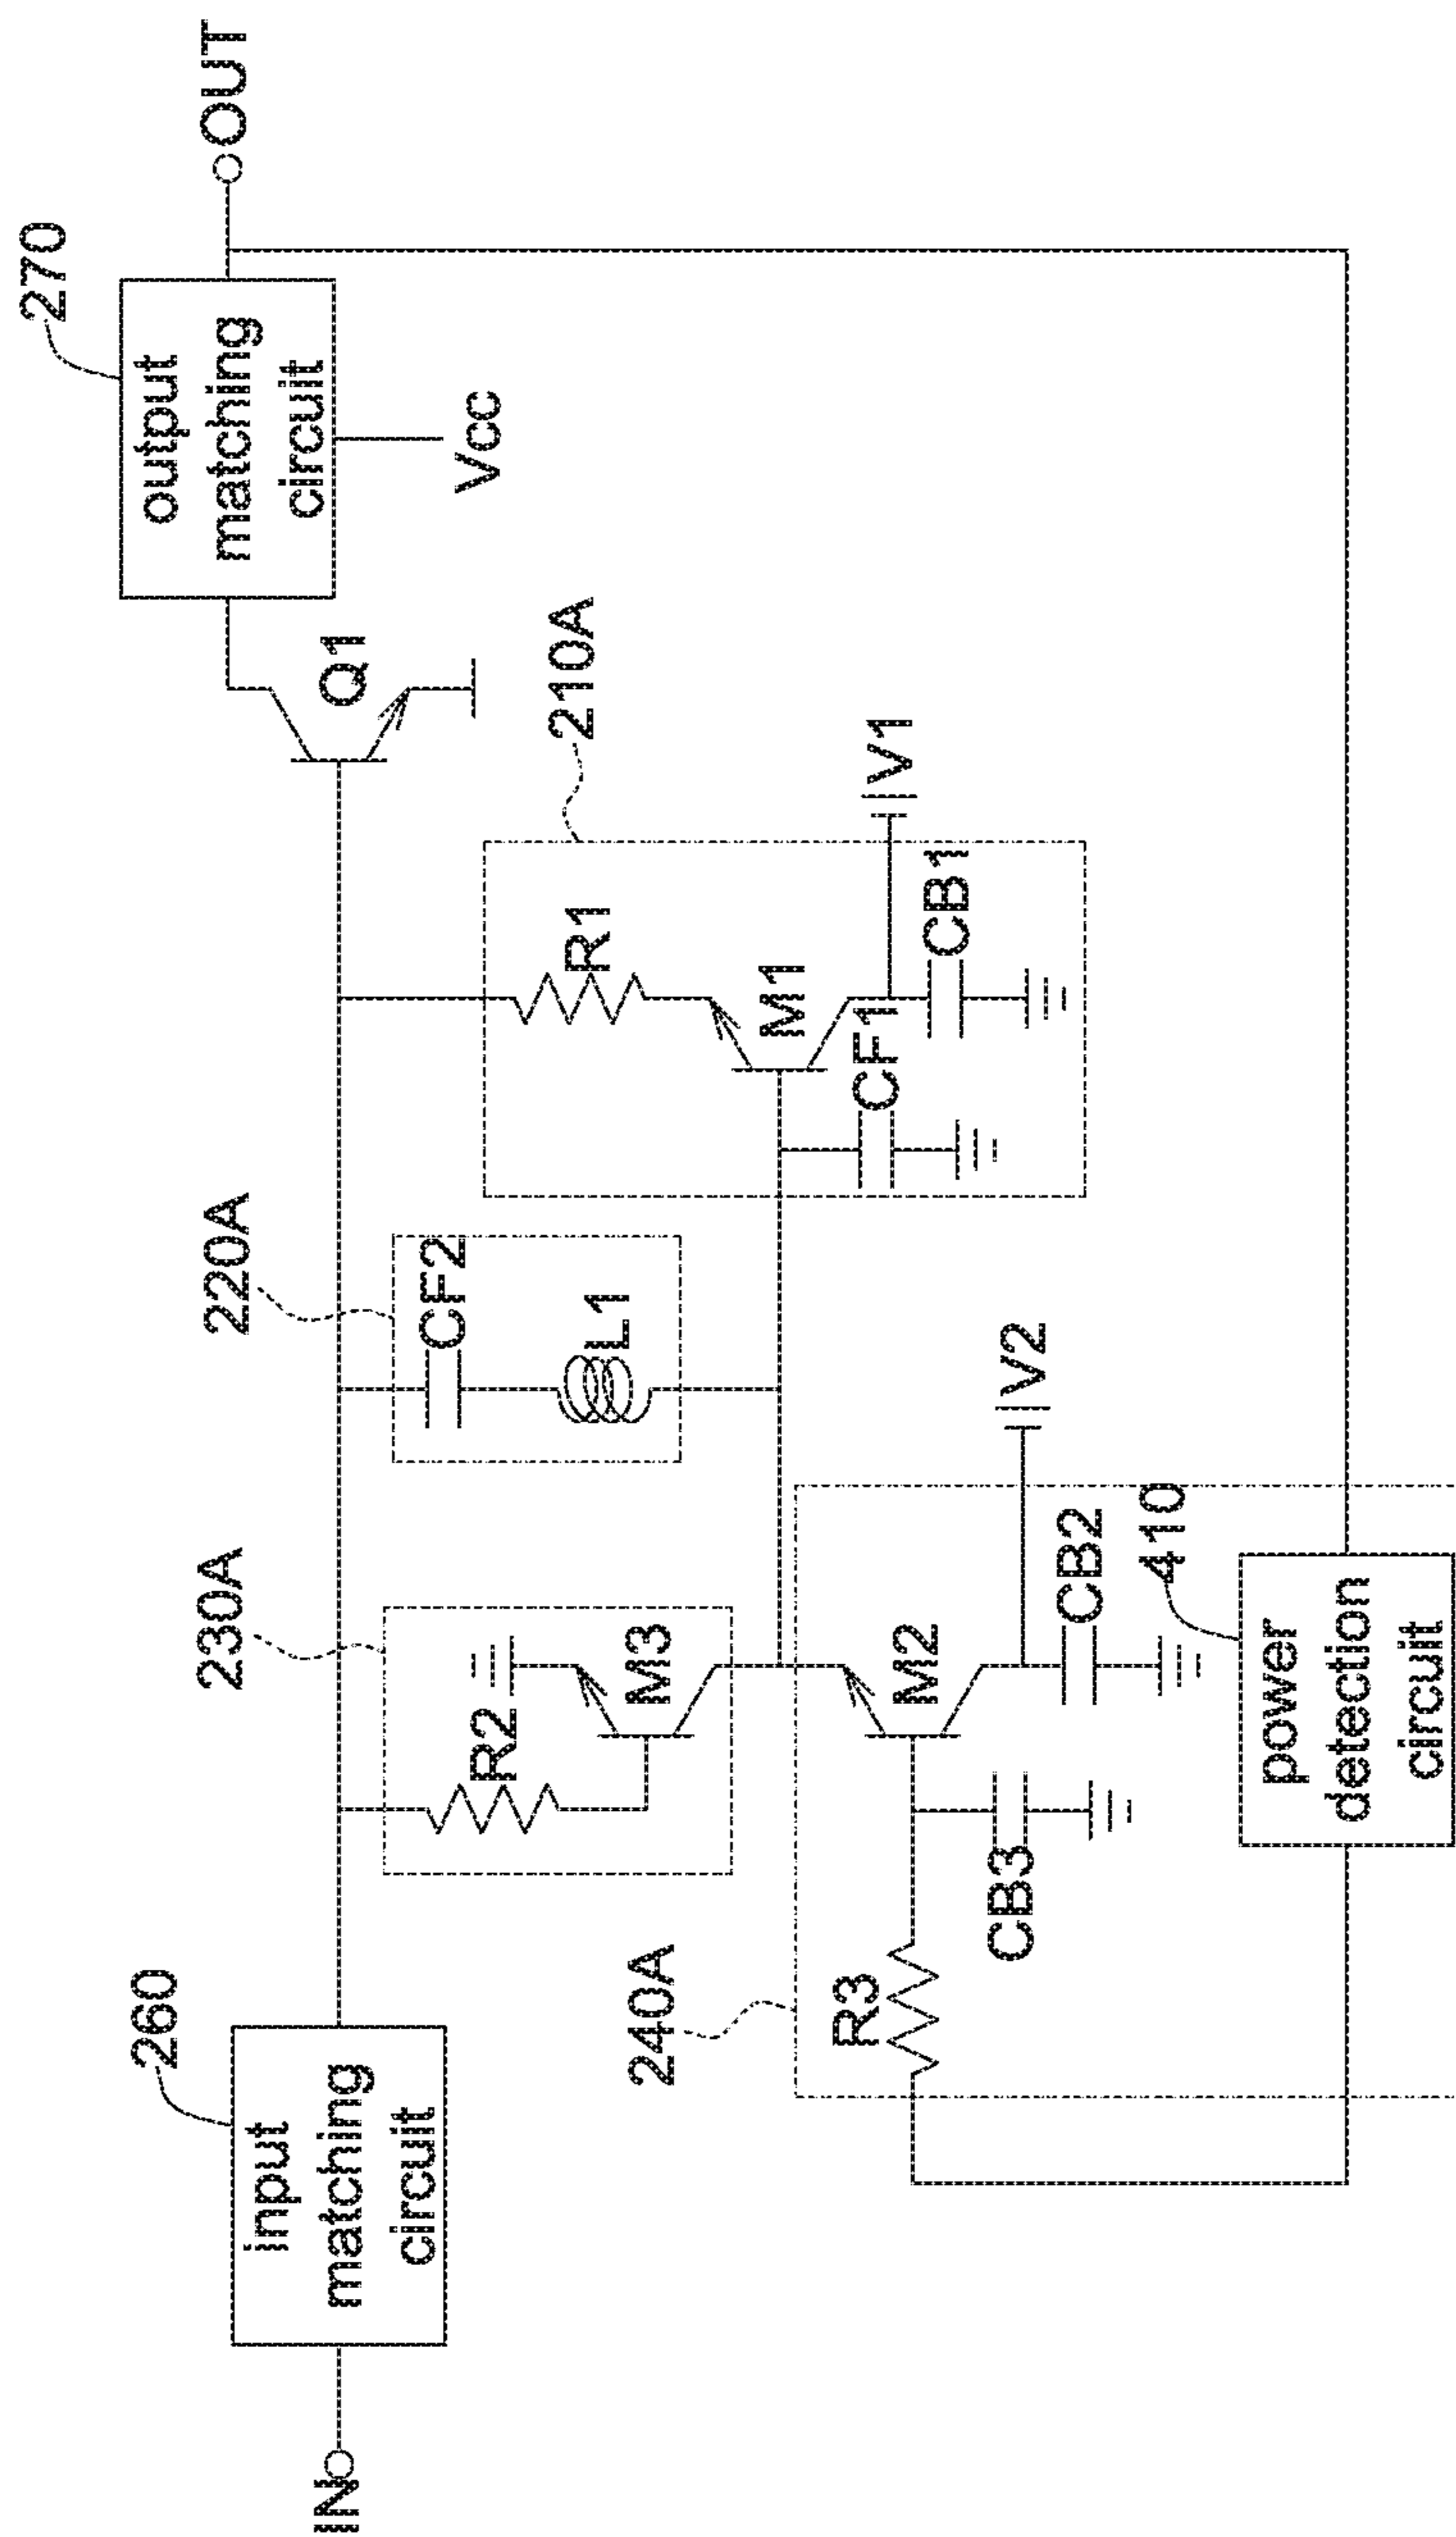 270
output
matching
circuit
OUT
Vcc
Q1
210A
R1
M1
CF1
CB1
V1
220A
CF2
L1
230A
R2
M3
V2
M2
CB2
CB3
R3
240A
410
power
detection
circuit
260
input
matching
circuit
IN